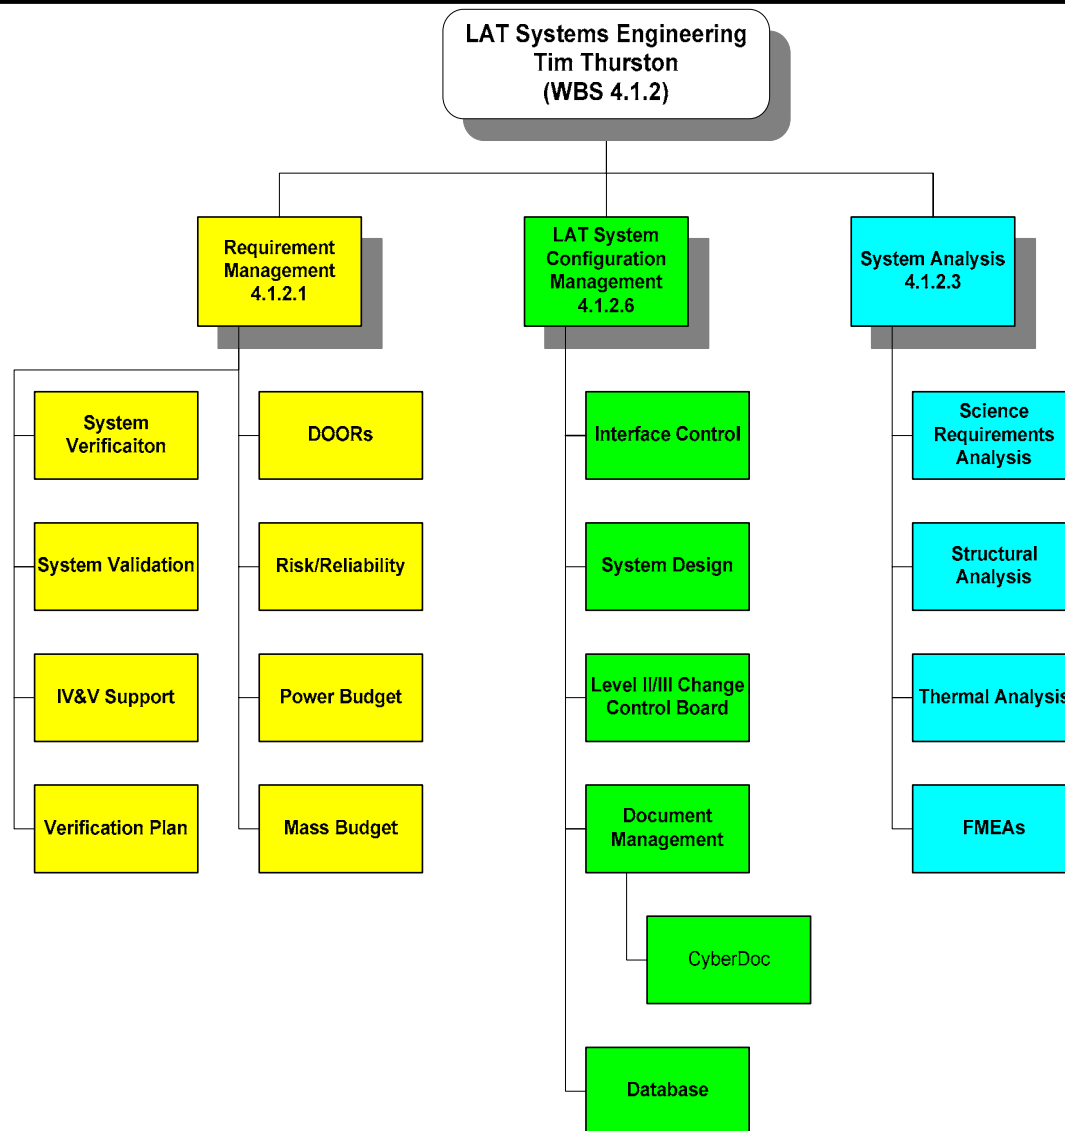 LAT Systems Engineering
Tim Thurston
(WBS 4.1.2)
Requirement
Management
4.1.2.1
LAT System
Configuration
Management
4.1.2.6
System Analysis
4.1.2.3
System
Verificaiton
DOORs
Interface Control
Science
Requirements
Analysis
System Validation
Risk/Reliability
System Design
Structural
Analysis
IV&V Support
Power Budget
Level II/III Change
Control Board
Thermal Analysis
Verification Plan
Mass Budget
Document
Management
FMEAs
CyberDoc
Database